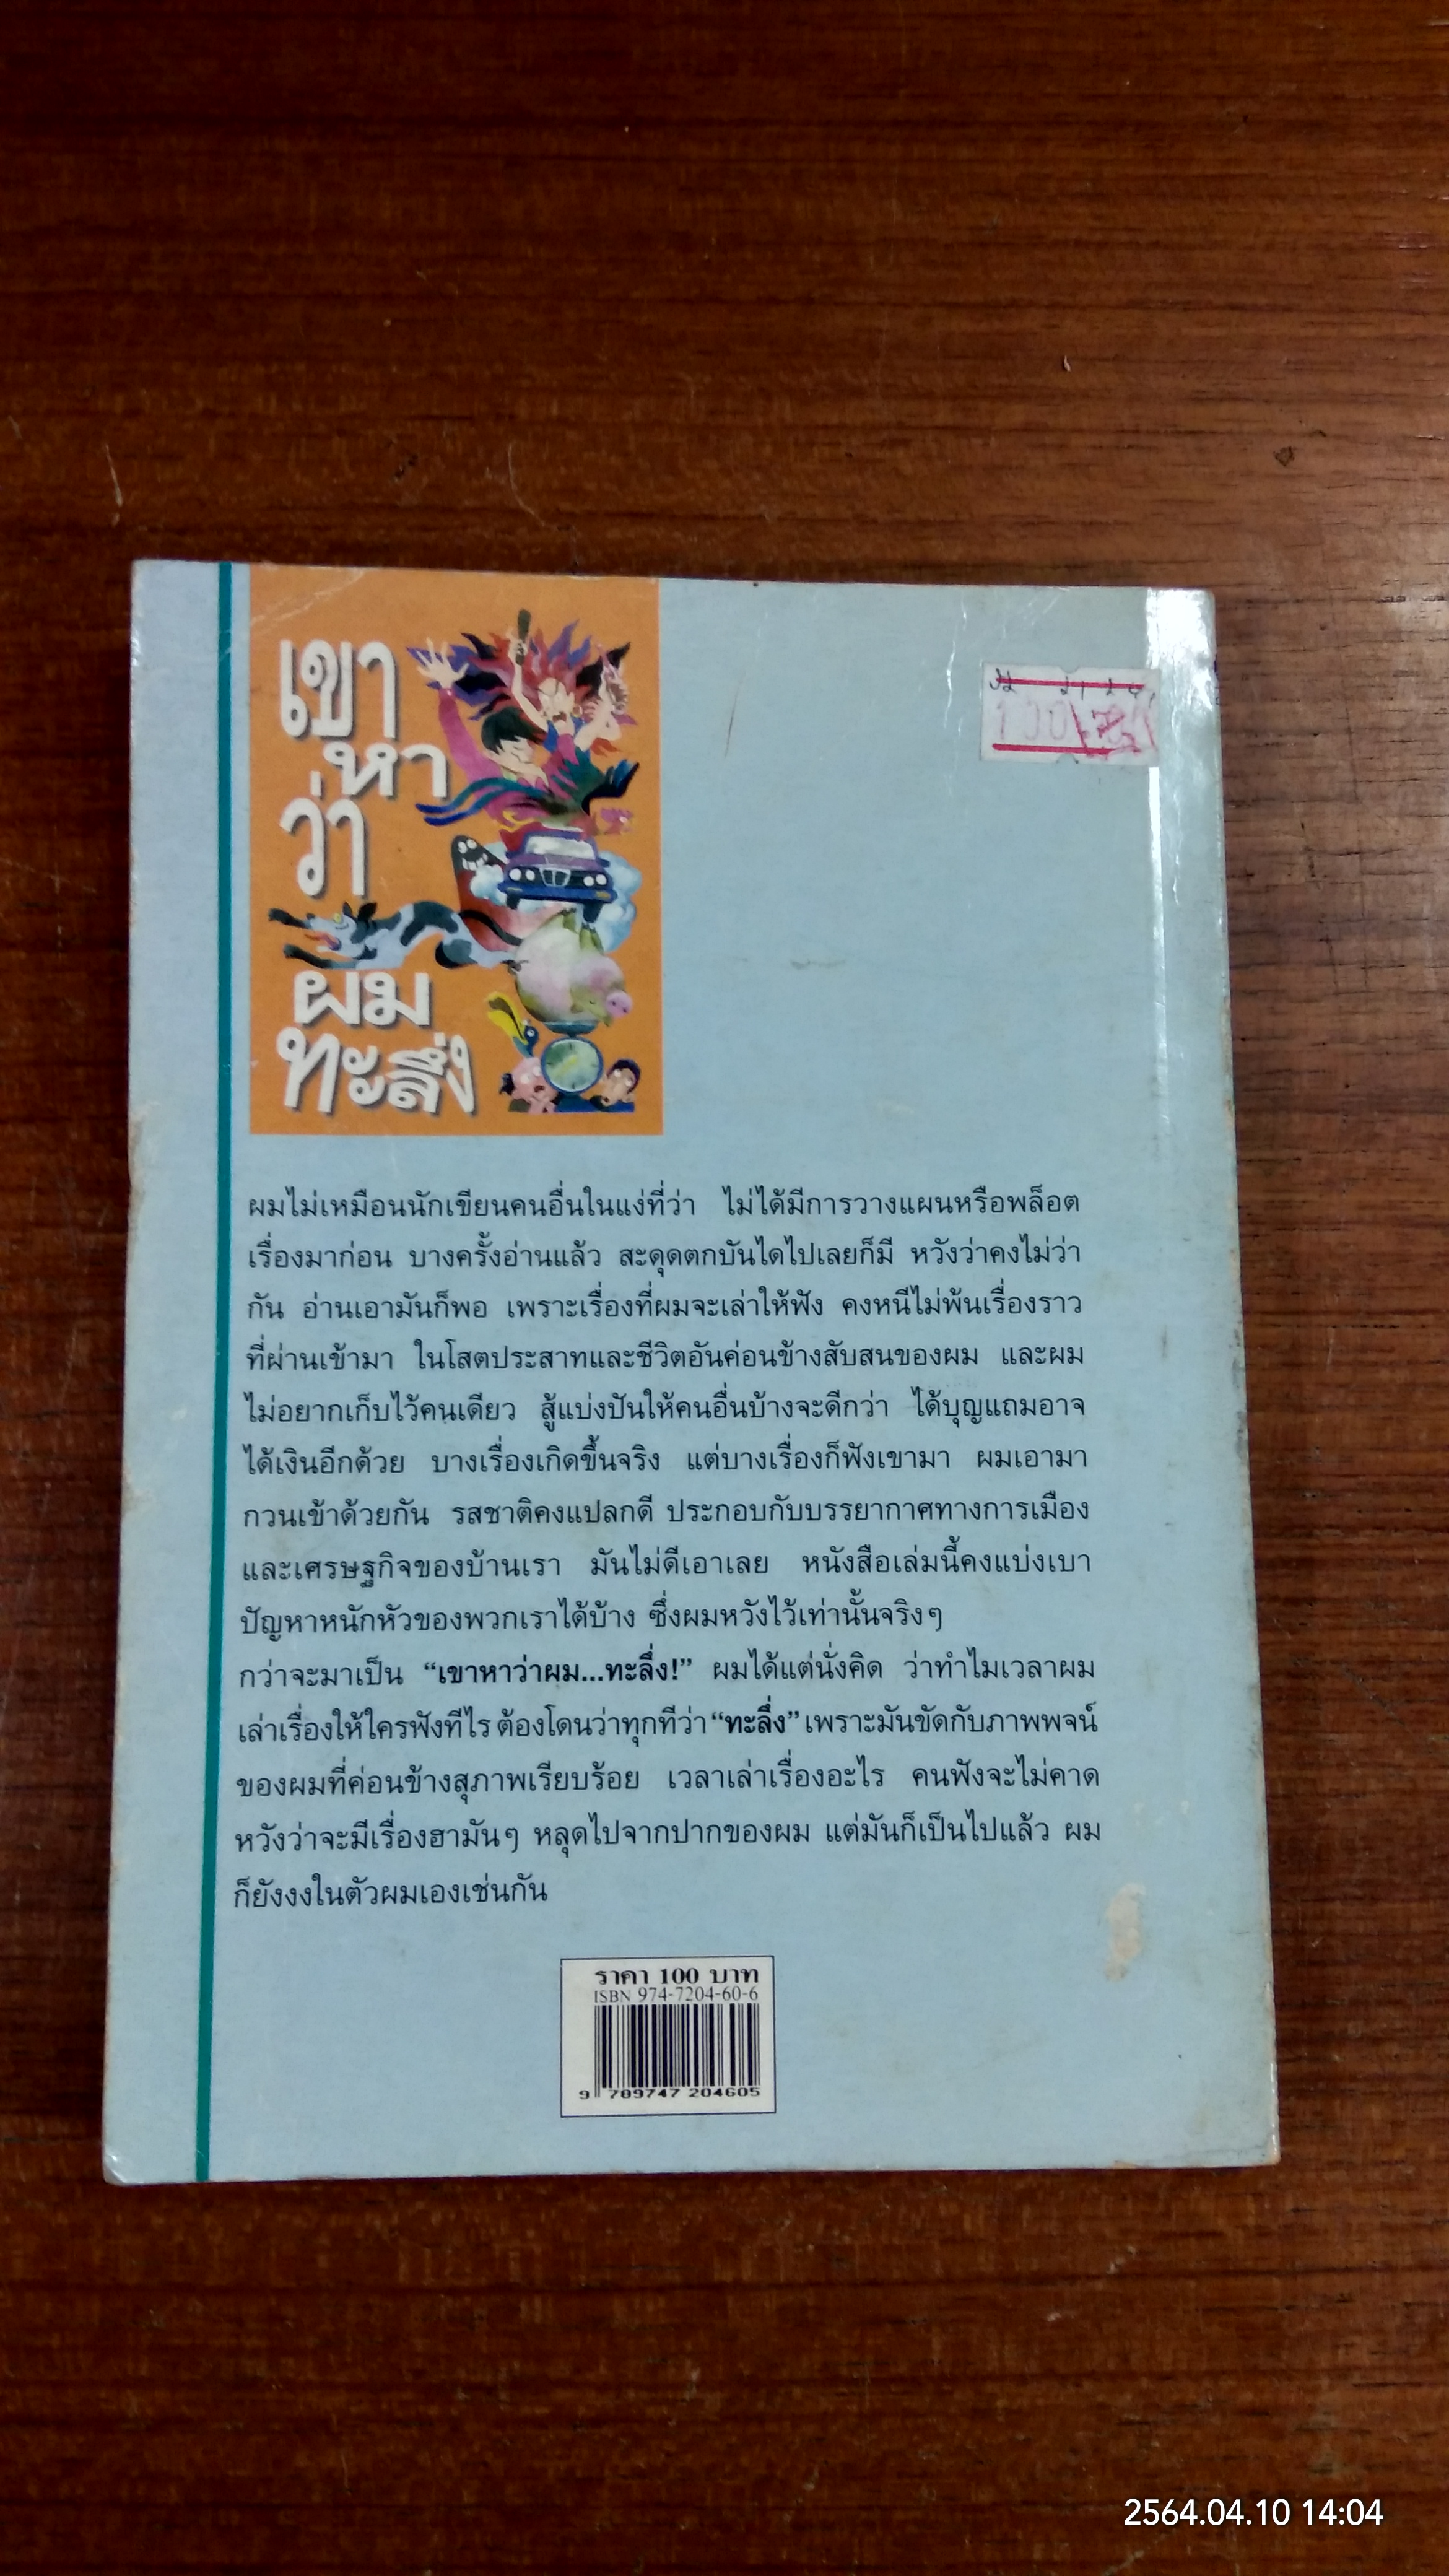 เขา
หา
ว่า
ผม
ทะลึ่ง
100
ผมไม่เหมือนนักเขียนคนอื่นในแง่ที่ว่า ไม่ได้มีการวางแผนหรือพล็อต
เรื่องมาก่อน บางครั้งอ่านแล้ว สะดุดตกบันไดไปเลยก็มี หวังว่าคงไม่ว่า
กัน อ่านเอามันก็พอ เพราะเรื่องที่ผมจะเล่าให้ฟัง คงหนีไม่พ้นเรื่องราว
ที่ผ่านเข้ามา ในโสตประสาทและชีวิตอันค่อนข้างสับสนของผม และผม
ไม่อยากเก็บไว้คนเดียว สู้แบ่งปันให้คนอื่นบ้างจะดีกว่า ได้บุญแถมอาจ
ได้เงินอีกด้วย บางเรื่องเกิดขึ้นจริง แต่บางเรื่องก็ฟังเขามา ผมเอามา
กวนเข้าด้วยกัน รสชาติคงแปลกดี ประกอบกับบรรยากาศทางการเมือง
และเศรษฐกิจของบ้านเรา มันไม่ดีเอาเลย หนังสือเล่มนี้คงแบ่งเบา
ปัญหาหนักหัวของพวกเราได้บ้าง ซึ่งผมหวังไว้เท่านั้นจริงๆ
กว่าจะมาเป็น “เขาหาว่าผม...ทะลึ่ง!” ผมได้แต่นั่งคิด ว่าทำไมเวลาผม
เล่าเรื่องให้ใครฟังทีไร ต้องโดนว่าทุกทีว่า “ทะลึ่ง” เพราะมันขัดกับภาพพจน์
ของผมที่ค่อนข้างสุภาพเรียบร้อย เวลาเล่าเรื่องอะไร คนฟังจะไม่คาด
หวังว่าจะมีเรื่องฮามันๆ หลุดไปจากปากของผม แต่มันก็เป็นไปแล้ว ผม
ก็ยังงงในตัวผมเองเช่นกัน
ราคา 100 บาท
ISBN 974-7204-60-6
9 789747 204605
2564.04.10 14:04